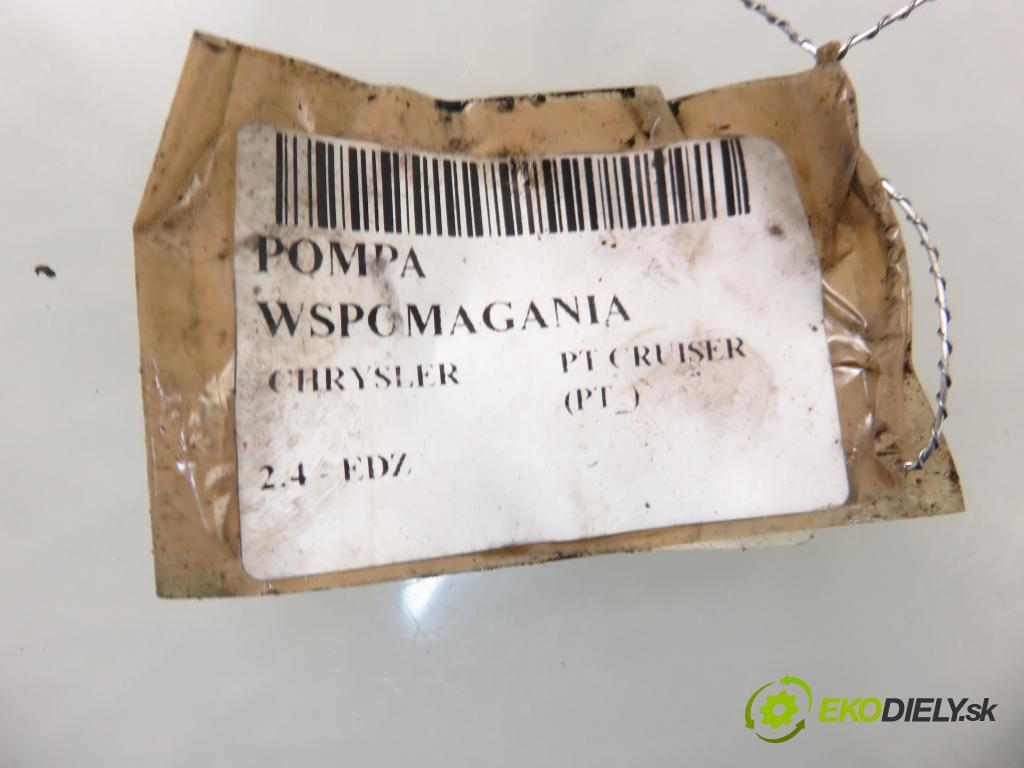 POMPA
WSPOMAGANIA
CHRYSLER PT CRUISER
(PT_)
2.4 - EDZ
EKODIELY.sk